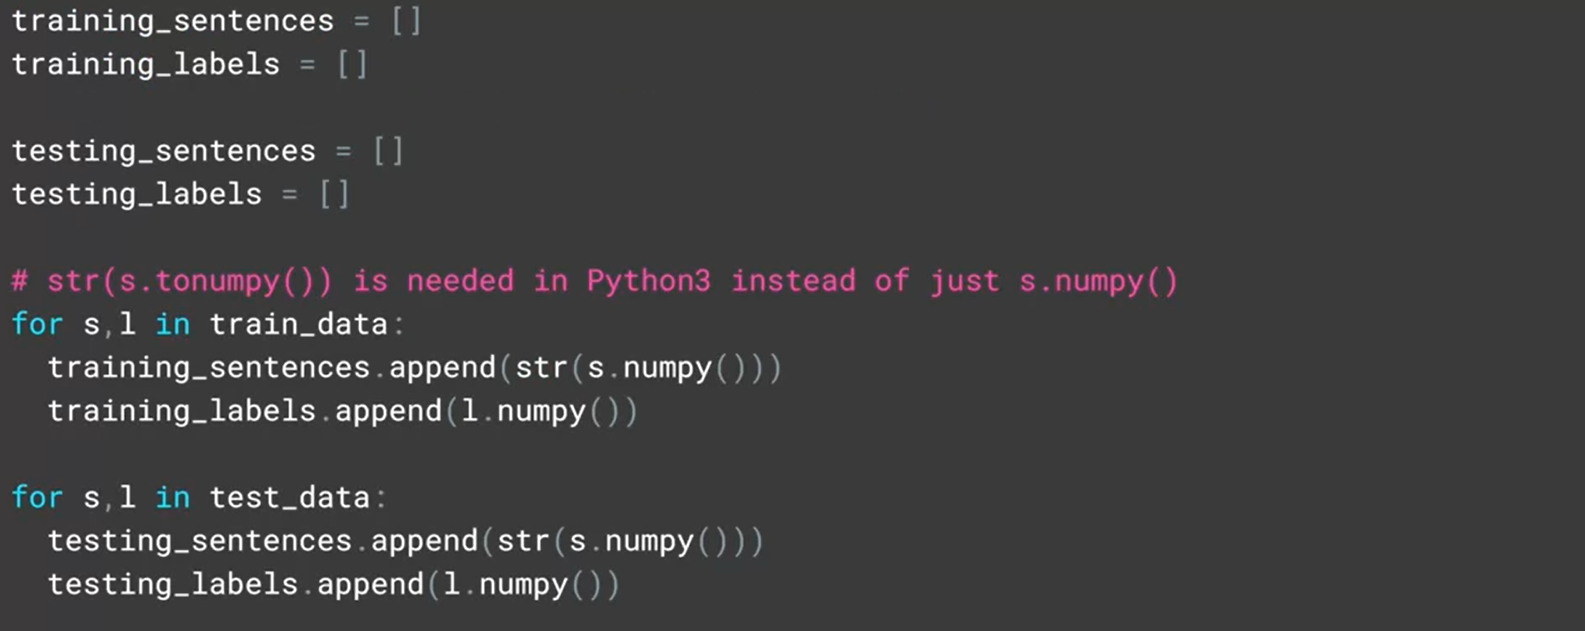 training_sentences = []
training_labels = []
testing_sentences = []
testing_labels = []
# str(s.tonumpy()) is needed in Python3 instead of just s.numpy()
for s,l in train_data:
  training_sentences.append(str(s.numpy()))
  training_labels.append(l.numpy())
for s,l in test_data:
  testing_sentences.append(str(s.numpy()))
  testing_labels.append(l.numpy())